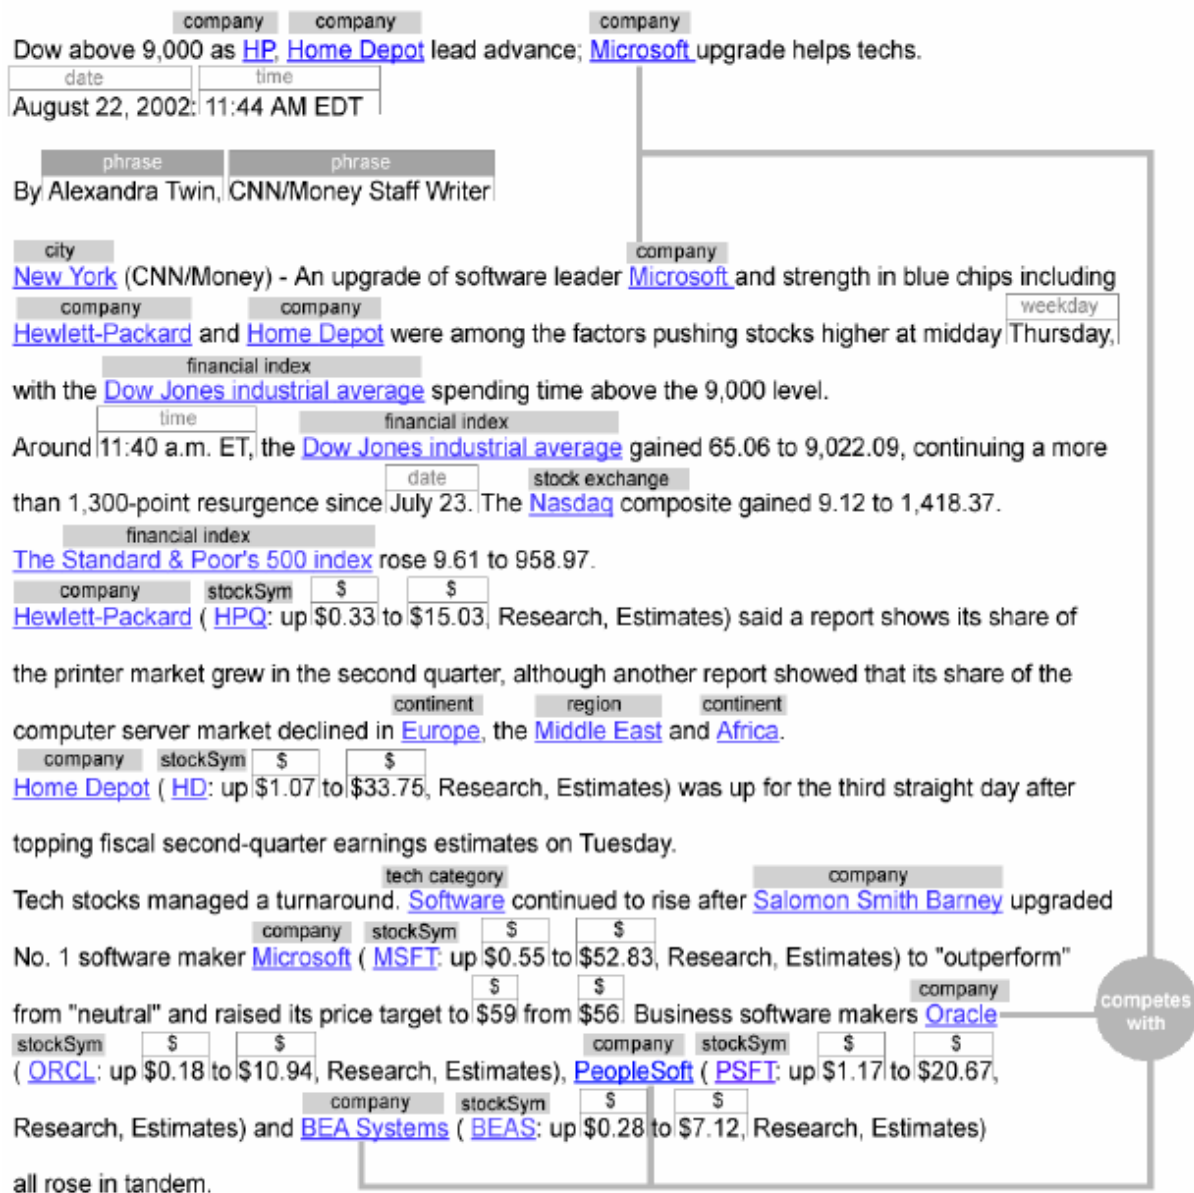 company company company
Dow above 9,000 as HP, Home Depot lead advance; Microsoft upgrade helps techs.
date time
August 22, 2002: 11:44 AM EDT
phrase phrase
By Alexandra Twin, CNN/Money Staff Writer
city company
New York (CNN/Money) - An upgrade of software leader Microsoft and strength in blue chips including
company company weekday
Hewlett-Packard and Home Depot were among the factors pushing stocks higher at midday Thursday,
financial index
with the Dow Jones industrial average spending time above the 9,000 level.
time financial index
Around 11:40 a.m. ET, the Dow Jones industrial average gained 65.06 to 9,022.09, continuing a more
date stock exchange
than 1,300-point resurgence since July 23. The Nasdaq composite gained 9.12 to 1,418.37.
financial index
The Standard & Poor's 500 index rose 9.61 to 958.97.
company stockSym $ $
Hewlett-Packard ( HPQ: up $0.33 to $15.03, Research, Estimates) said a report shows its share of
the printer market grew in the second quarter, although another report showed that its share of the
continent region continent
computer server market declined in Europe, the Middle East and Africa.
company stockSym $ $
Home Depot ( HD: up $1.07 to $33.75, Research, Estimates) was up for the third straight day after
topping fiscal second-quarter earnings estimates on Tuesday.
tech category company
Tech stocks managed a turnaround. Software continued to rise after Salomon Smith Barney upgraded
company stockSym $ $
No. 1 software maker Microsoft ( MSFT: up $0.55 to $52.83, Research, Estimates) to "outperform"
$ $ company
from "neutral" and raised its price target to $59 from $56. Business software makers Oracle
competes with
stockSym $ $ company stockSym $ $
( ORCL: up $0.18 to $10.94, Research, Estimates), PeopleSoft ( PSFT: up $1.17 to $20.67,
company stockSym $ $
Research, Estimates) and BEA Systems ( BEAS: up $0.28 to $7.12, Research, Estimates)
all rose in tandem.